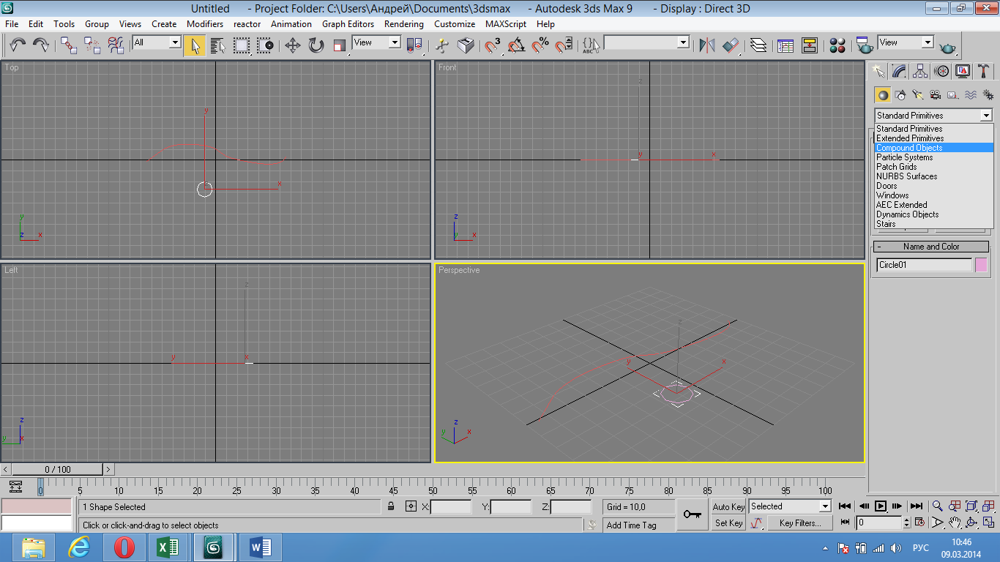 Untitled - Project Folder: C:\Users\Андрей\Documents\3dsmax - Autodesk 3ds Max 9 - Display : Direct 3D
File Edit Tools Group Views Create Modifiers reactor Animation Graph Editors Rendering Customize MAXScript Help
All View 3 % {} ABC View
Top
y
x
y
z x
Front
z
y x
z
y x
Left
z
y x
z
y x
Perspective
z
y x
z
y x
Standard Primitives
Standard Primitives
Extended Primitives
Compound Objects
Particle Systems
Patch Grids
NURBS Surfaces
Doors
Windows
AEC Extended
Dynamics Objects
Stairs
- Name and Color
Circle01
< 0 / 100 >
0 5 10 15 20 25 30 35 40 45 50 55 60 65 70 75 80 85 90 95 100
1 Shape Selected X: Y: Z: Grid = 10,0 Auto Key Selected
Click or click-and-drag to select objects Add Time Tag Set Key Key Filters... 0
W
РУС
10:46
09.03.2014